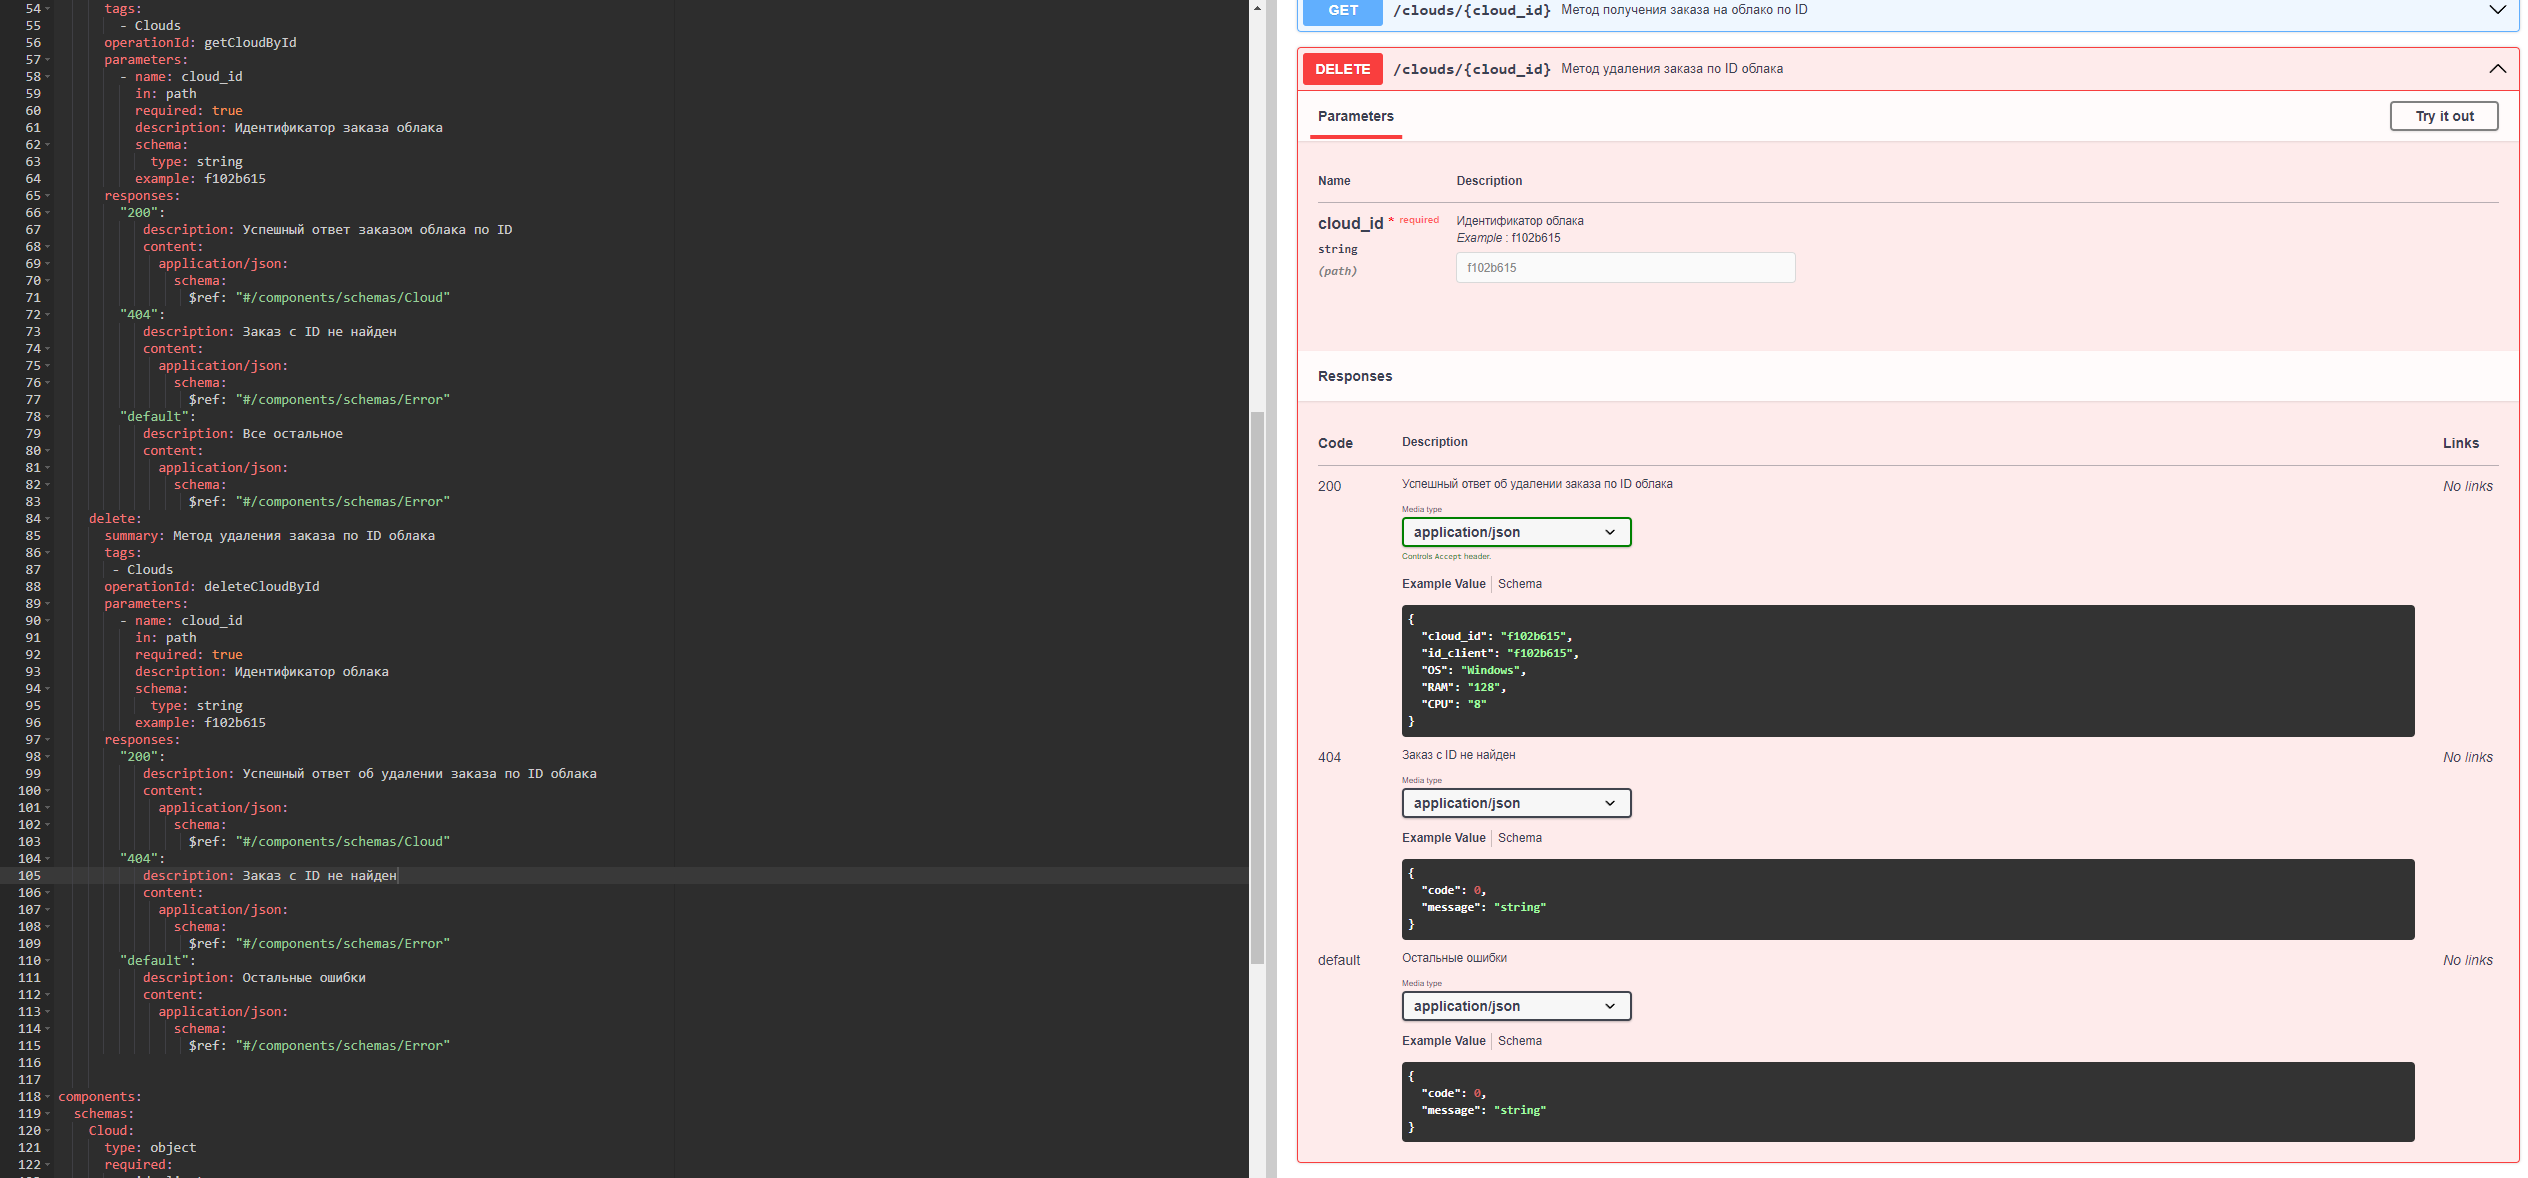 54 tags:
55 - Clouds
56 operationId: getCloudById
57 parameters:
58 - name: cloud_id
59 in: path
60 required: true
61 description: Идентификатор заказа облака
62 schema:
63 type: string
64 example: f102b615
65 responses:
66 "200":
67 description: Успешный ответ заказом облака по ID
68 content:
69 application/json:
70 schema:
71 $ref: "#/components/schemas/Cloud"
72 "404":
73 description: Заказ с ID не найден
74 content:
75 application/json:
76 schema:
77 $ref: "#/components/schemas/Error"
78 "default":
79 description: Все остальное
80 content:
81 application/json:
82 schema:
83 $ref: "#/components/schemas/Error"
84 delete:
85 summary: Метод удаления заказа по ID облака
86 tags:
87 - Clouds
88 operationId: deleteCloudById
89 parameters:
90 - name: cloud_id
91 in: path
92 required: true
93 description: Идентификатор облака
94 schema:
95 type: string
96 example: f102b615
97 responses:
98 "200":
99 description: Успешный ответ об удалении заказа по ID облака
100 content:
101 application/json:
102 schema:
103 $ref: "#/components/schemas/Cloud"
104 "404":
105 description: Заказ с ID не найден
106 content:
107 application/json:
108 schema:
109 $ref: "#/components/schemas/Error"
110 "default":
111 description: Остальные ошибки
112 content:
113 application/json:
114 schema:
115 $ref: "#/components/schemas/Error"
116
117
118 components:
119 schemas:
120 Cloud:
121 type: object
122 required:
GET /clouds/{cloud_id} Метод получения заказа на облако по ID
DELETE /clouds/{cloud_id} Метод удаления заказа по ID облака
Parameters
Try it out
Name Description
cloud_id * required
string
(path)
Идентификатор облака
Example : f102b615
f102b615
Responses
Code Description Links
200 Успешный ответ об удалении заказа по ID облака No links
Media type
application/json
Controls Accept header.
Example Value Schema
{
"cloud_id": "f102b615",
"id_client": "f102b615",
"OS": "Windows",
"RAM": "128",
"CPU": "8"
}
404 Заказ с ID не найден No links
Media type
application/json
Example Value Schema
{
"code": 0,
"message": "string"
}
default Остальные ошибки No links
Media type
application/json
Example Value Schema
{
"code": 0,
"message": "string"
}